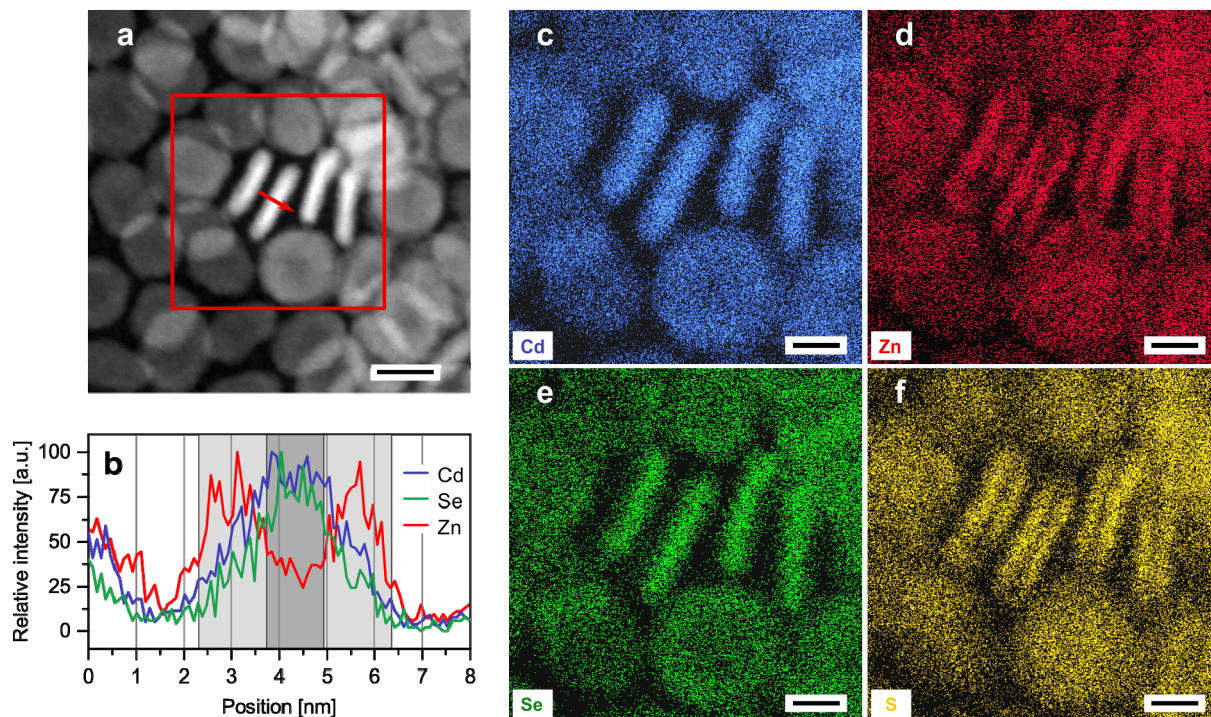 a
b
Relative intensity [a.u.]
100
75
50
25
0
Cd
Se
Zn
0 1 2 3 4 5 6 7 8
Position [nm]
c
Cd
d
Zn
e
Se
f
S